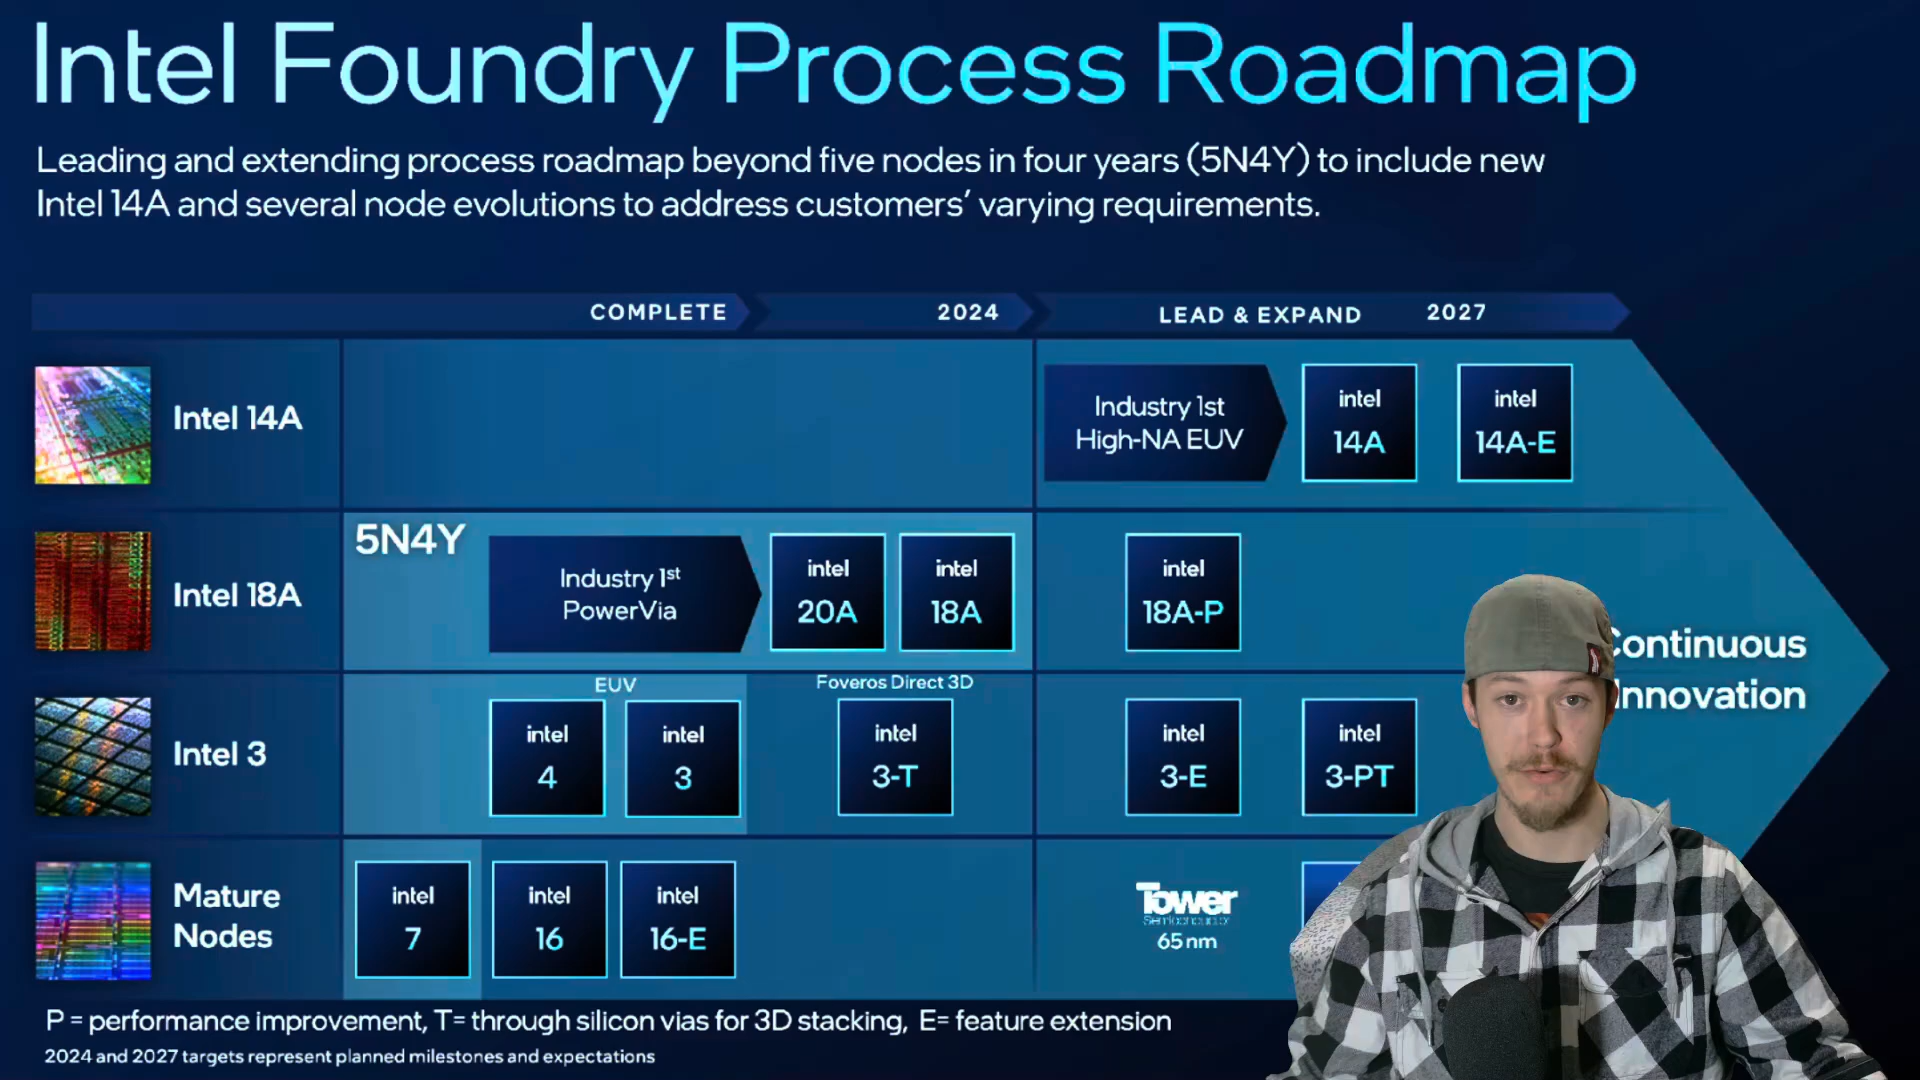 Intel Foundry Process Roadmap
Leading and extending process roadmap beyond five nodes in four years (5N4Y) to include new
Intel 14A and several node evolutions to address customers’ varying requirements.
COMPLETE
2024
LEAD & EXPAND
2027
Intel 14A
Industry 1st
High-NA EUV
intel
14A
intel
14A-E
Intel 18A
5N4Y
Industry 1st
PowerVia
intel
20A
intel
18A
intel
18A-P
Continuous
Innovation
Intel 3
EUV
intel
4
intel
3
Foveros Direct 3D
intel
3-T
intel
3-E
intel
3-PT
Mature
Nodes
intel
7
intel
16
intel
16-E
Tower
Semiconductor
65 nm
P = performance improvement, T= through silicon vias for 3D stacking, E= feature extension
2024 and 2027 targets represent planned milestones and expectations